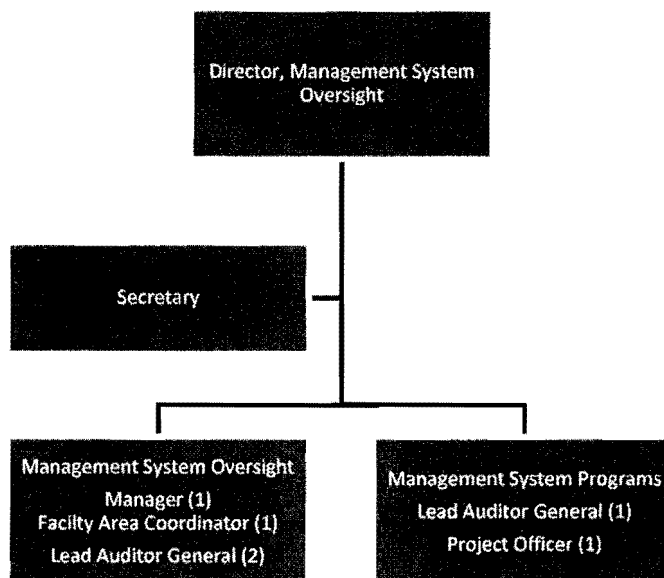 Director, Management System
Oversight
Secretary
Management System Oversight
Manager (1)
Facilty Area Coordinator (1)
Lead Auditor General (2)
Management System Programs
Lead Auditor General (1)
Project Officer (1)